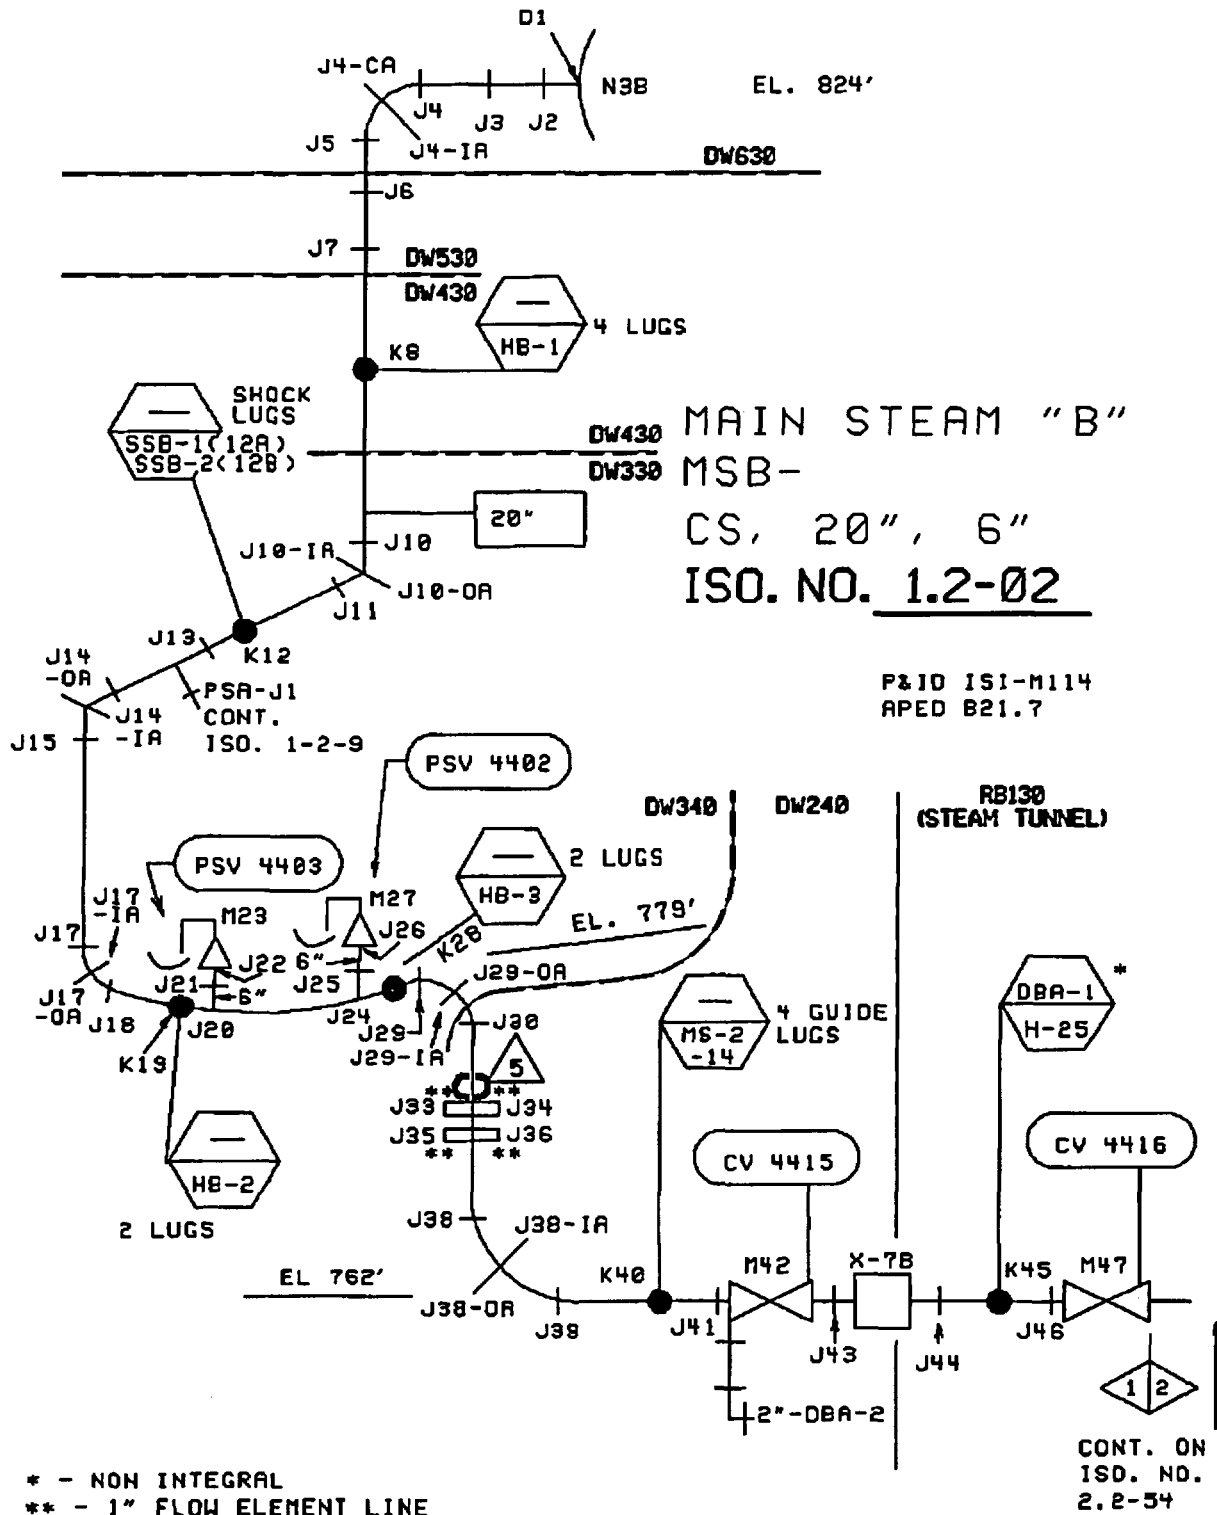 D1
J4-CA
N3B
EL. 824'
J4
J3
J2
J5
J4-IA
DW630
J6
J7
DW530
DW430
4 LUGS
HB-1
K8
SHOCK
LUGS
SSB-1(12A)
SSB-2(12B)
DW430
DW330
MAIN STEAM "B"
MSB-
CS, 20", 6"
ISO. NO. 1.2-02
20"
J10
J10-IA
J10-OA
J11
J13
K12
J14
-OA
PSA-J1
CONT.
ISO. 1-2-9
J14
-IA
J15
P&ID ISI-M114
APED B21.7
PSV 4402
DW340
DW240
RB130
(STEAM TUNNEL)
PSV 4403
2 LUGS
HB-3
J17
-IA
M23
M27
J26
K28
EL. 779'
J17
J22
6"
J21
6"
J25
J29-OA
J17
-OA
J18
J20
J24
J29
J30
J29-IA
K19
DBA-1
H-25
*
4 GUIDE
LUGS
MS-2
-14
5
** **
J33
J34
J35
J36
** **
HB-2
2 LUGS
CV 4415
CV 4416
J38
J38-IA
EL 762'
J38-OA
J39
K40
M42
X-7B
K45
M47
J41
J43
J44
J46
1 2
2"-DBA-2
CONT. ON
ISO. NO.
2.2-54
* - NON INTEGRAL
** - 1" FLOW ELEMENT LINE